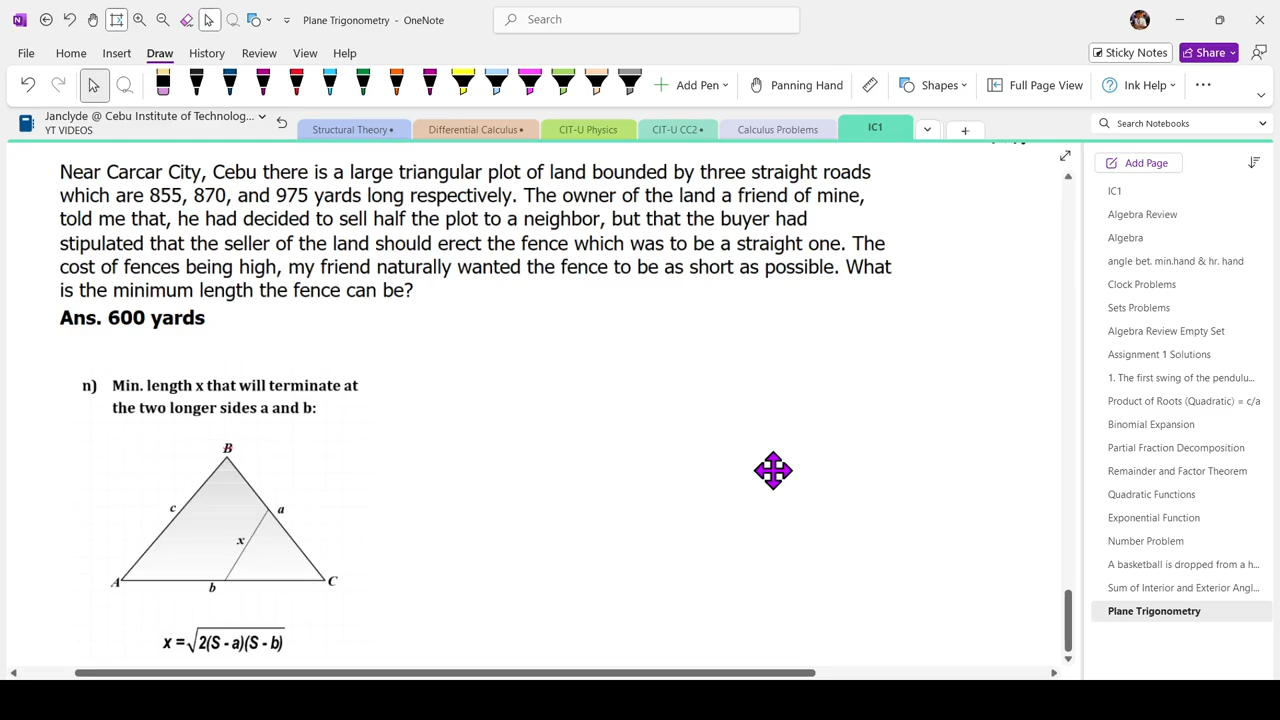 Plane Trigonometry - OneNote
Search
File Home Insert Draw History Review View Help
Sticky Notes
Share
Add Pen
Panning Hand
Shapes
Full Page View
Ink Help
Janclyde @ Cebu Institute of Technolog...
YT VIDEOS
Structural Theory •
Differential Calculus •
CIT-U Physics
CIT-U CC2 •
Calculus Problems
IC1
Search Notebooks
Near Carcar City, Cebu there is a large triangular plot of land bounded by three straight roads
which are 855, 870, and 975 yards long respectively. The owner of the land a friend of mine,
told me that, he had decided to sell half the plot to a neighbor, but that the buyer had
stipulated that the seller of the land should erect the fence which was to be a straight one. The
cost of fences being high, my friend naturally wanted the fence to be as short as possible. What
is the minimum length the fence can be?
Ans. 600 yards
n) Min. length x that will terminate at
the two longer sides a and b:
B
c
a
x
A
b
C
x = √2(S - a)(S - b)
Add Page
IC1
Algebra Review
Algebra
angle bet. min.hand & hr. hand
Clock Problems
Sets Problems
Algebra Review Empty Set
Assignment 1 Solutions
1. The first swing of the pendulu...
Product of Roots (Quadratic) = c/a
Binomial Expansion
Partial Fraction Decomposition
Remainder and Factor Theorem
Quadratic Functions
Exponential Function
Number Problem
A basketball is dropped from a h...
Sum of Interior and Exterior Angl...
Plane Trigonometry